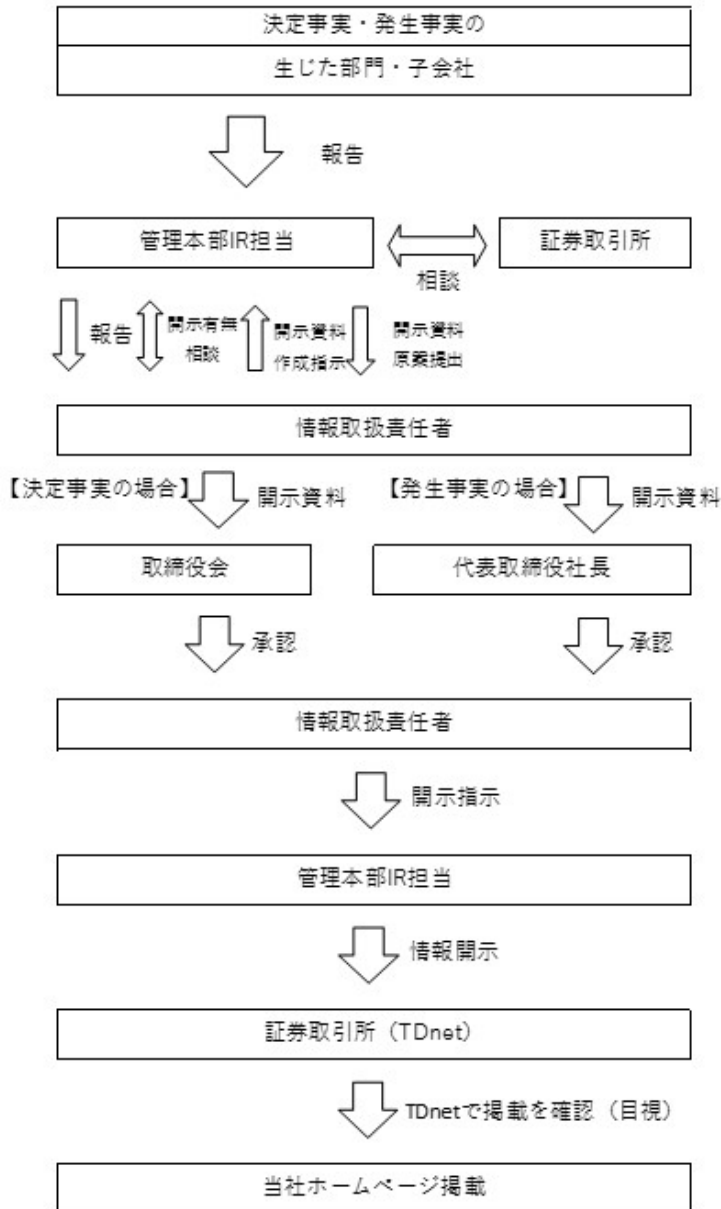 決定事実・発生事実の
生じた部門・子会社
報告
管理本部IR担当
証券取引所
相談
報告
開示有無
相談
開示資料
作成指示
開示資料
原案提出
情報取扱責任者
【決定事実の場合】
開示資料
【発生事実の場合】
開示資料
取締役会
代表取締役社長
承認
承認
情報取扱責任者
開示指示
管理本部IR担当
情報開示
証券取引所（TDnet）
TDnetで掲載を確認（目視）
当社ホームページ掲載